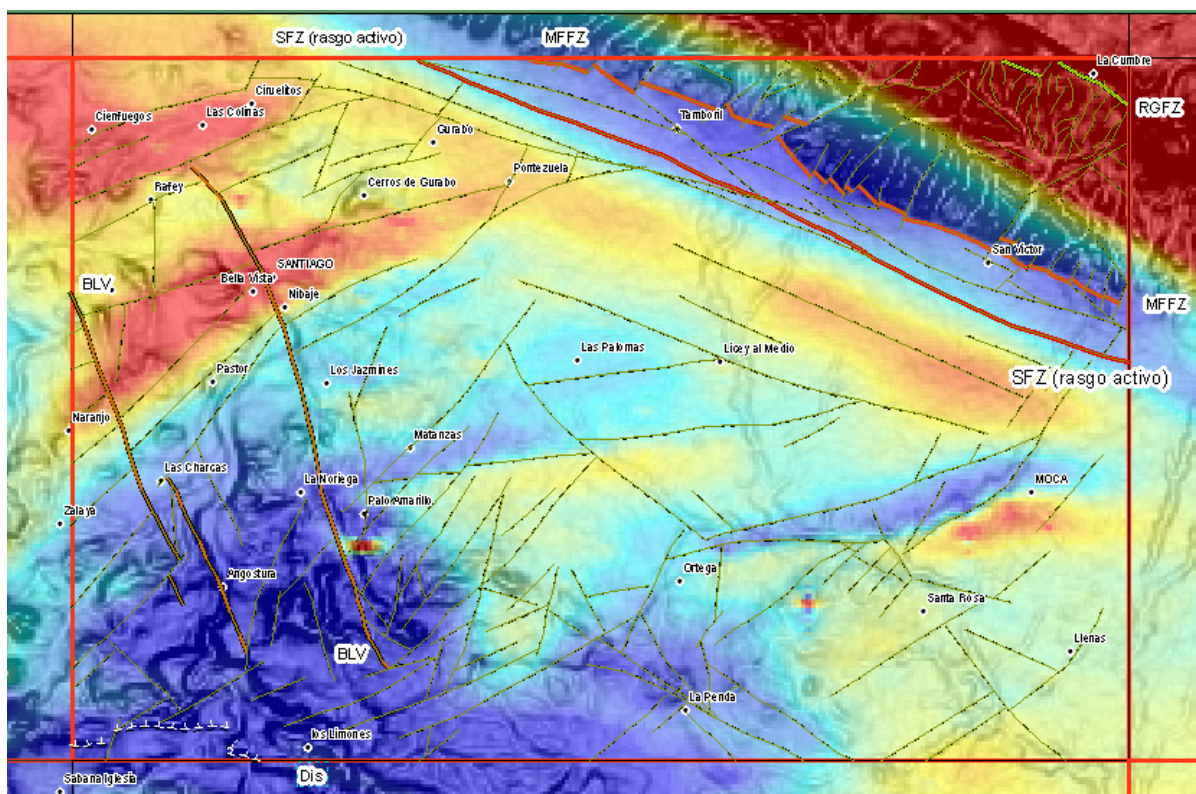 SFZ (rasgo activo)
MFFZ
La Cumbre
RGFZ
Ciruelitos
Cienfuegos
Las Colinas
Tamboril
Gurabo
Pontezuela
Rafey
Cerros de Gurabo
San Victor
SANTIAGO
Bella Vista
BLV
Nibaje
MFFZ
Las Palomas
Licey al Medio
Pastor
Los Jazmines
SFZ (rasgo activo)
Naranjo
Matanzas
Las Charcas
La Noriega
MOCA
Palo Amarillo
Zalaya
Angostura
Ortega
Santa Rosa
Llenas
BLV
La Penda
los Limones
Dis
Sabana Iglesia